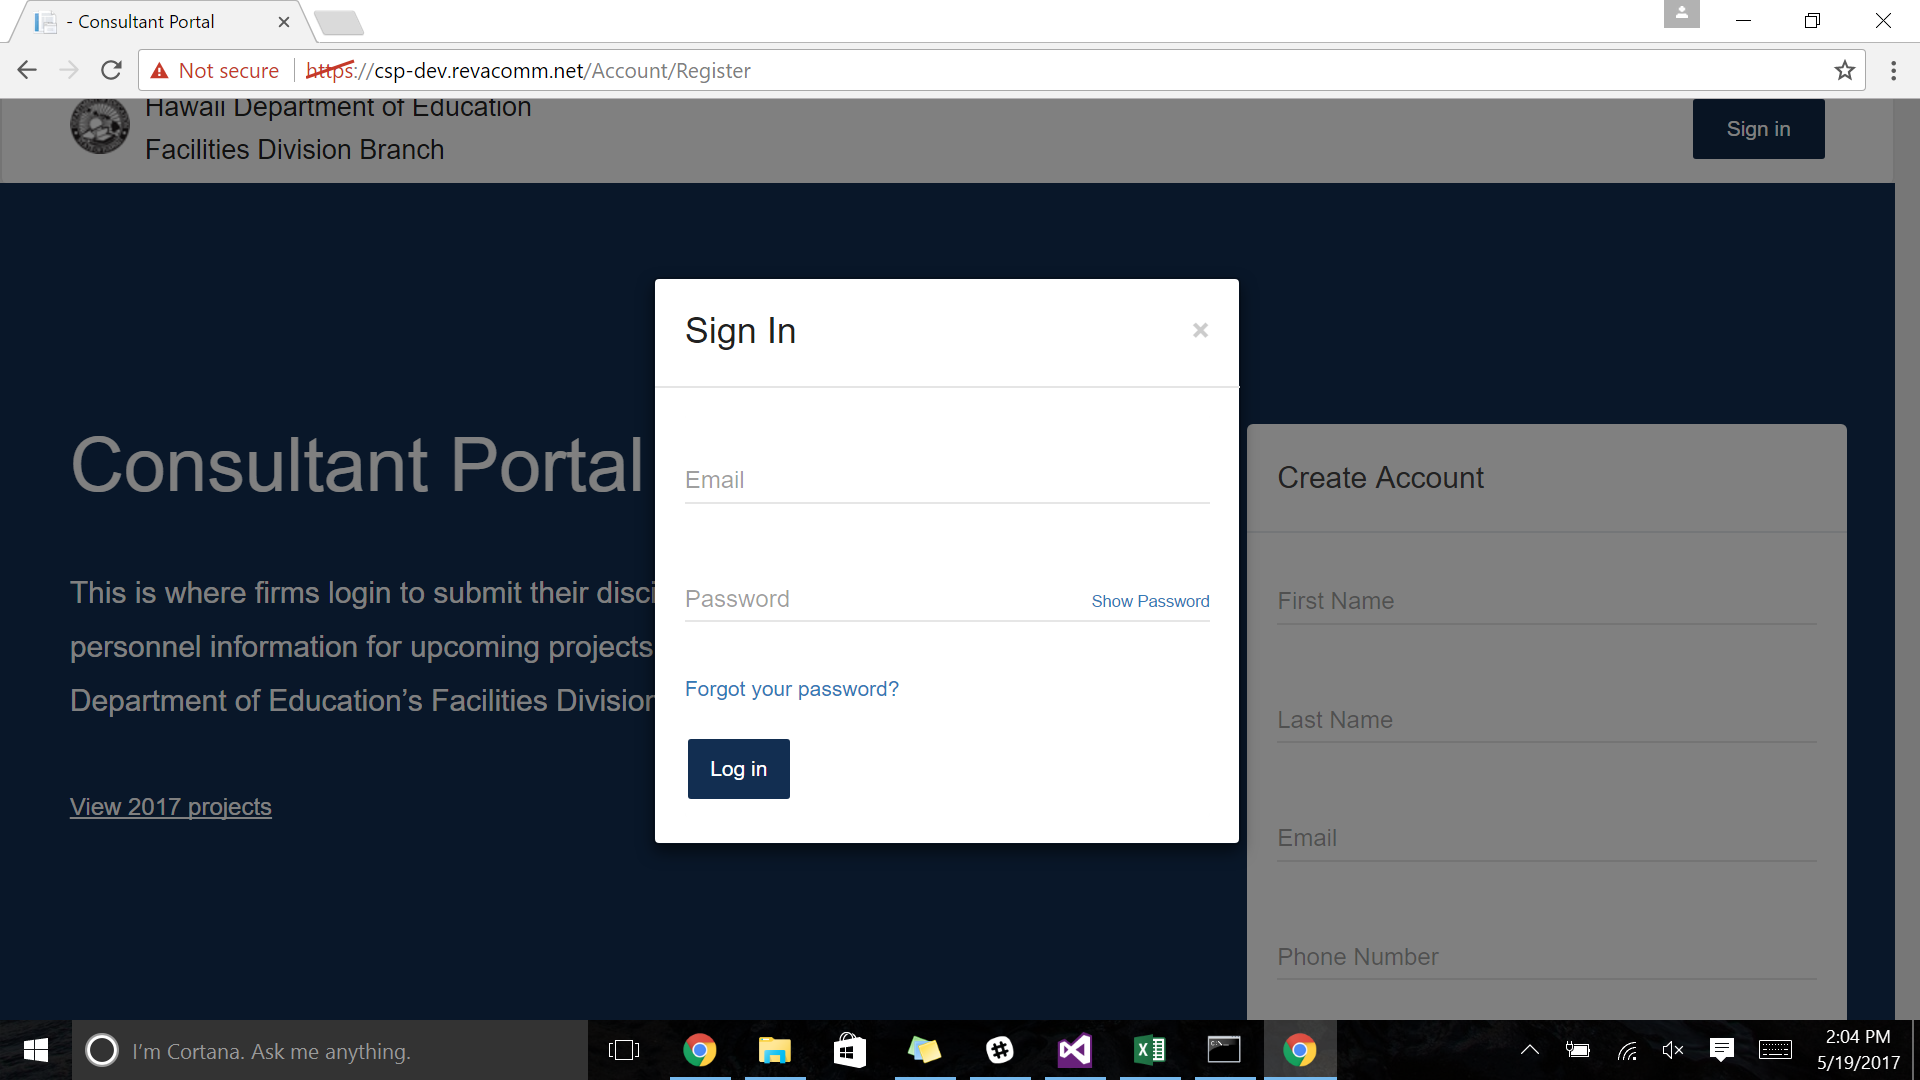 - Consultant Portal
Not secure
https://csp-dev.revacomm.net/Account/Register
Hawaii Department of Education
Facilities Division Branch
Sign in
Sign In
×
Email
Password
Show Password
Forgot your password?
Log in
Consultant Portal
This is where firms login to submit their disci
personnel information for upcoming projects
Department of Education’s Facilities Division
View 2017 projects
Create Account
First Name
Last Name
Email
Phone Number
I'm Cortana. Ask me anything.
2:04 PM
5/19/2017